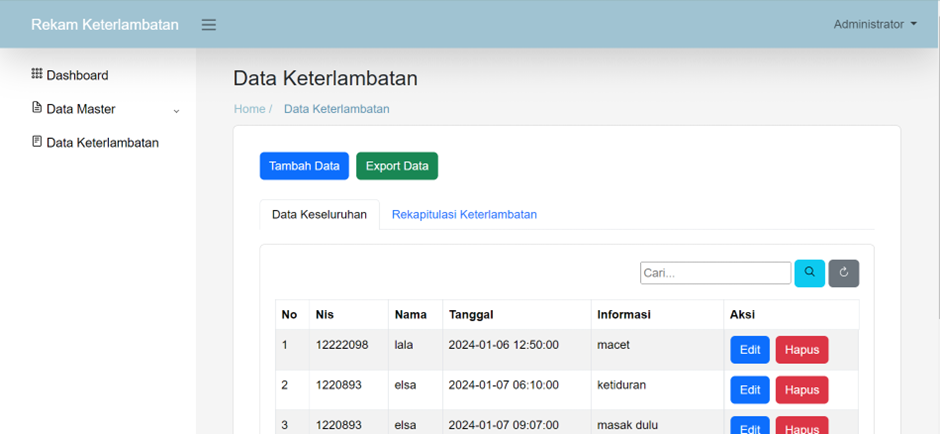 Rekam Keterlambatan Administrator
Dashboard
Data Master
Data Keterlambatan
Data Keterlambatan
Home / Data Keterlambatan
Tambah Data Export Data
Data Keseluruhan Rekapitulasi Keterlambatan
Cari...
No Nis Nama Tanggal Informasi Aksi
1 12222098 lala 2024-01-06 12:50:00 macet Edit Hapus
2 1220893 elsa 2024-01-07 06:10:00 ketiduran Edit Hapus
3 1220893 elsa 2024-01-07 09:07:00 masak dulu Edit Hapus